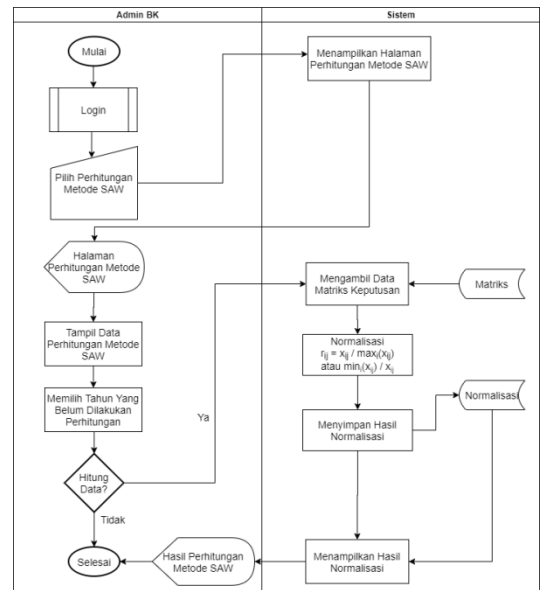 Admin BK
Sistem
Mulai
Login
Pilih Perhitungan
Metode SAW
Menampilkan Halaman
Perhitungan Metode SAW
Halaman
Perhitungan Metode
SAW
Tampil Data
Perhitungan Metode
SAW
Memilih Tahun Yang
Belum Dilakukan
Perhitungan
Hitung
Data?
Ya
Tidak
Selesai
Mengambil Data
Matriks Keputusan
Matriks
Normalisasi
rij = xij / maxi(xij)
atau mini(xij) / xij
Menyimpan Hasil
Normalisasi
Normalisasi
Menampilkan Hasil
Normalisasi
Hasil Perhitungan
Metode SAW